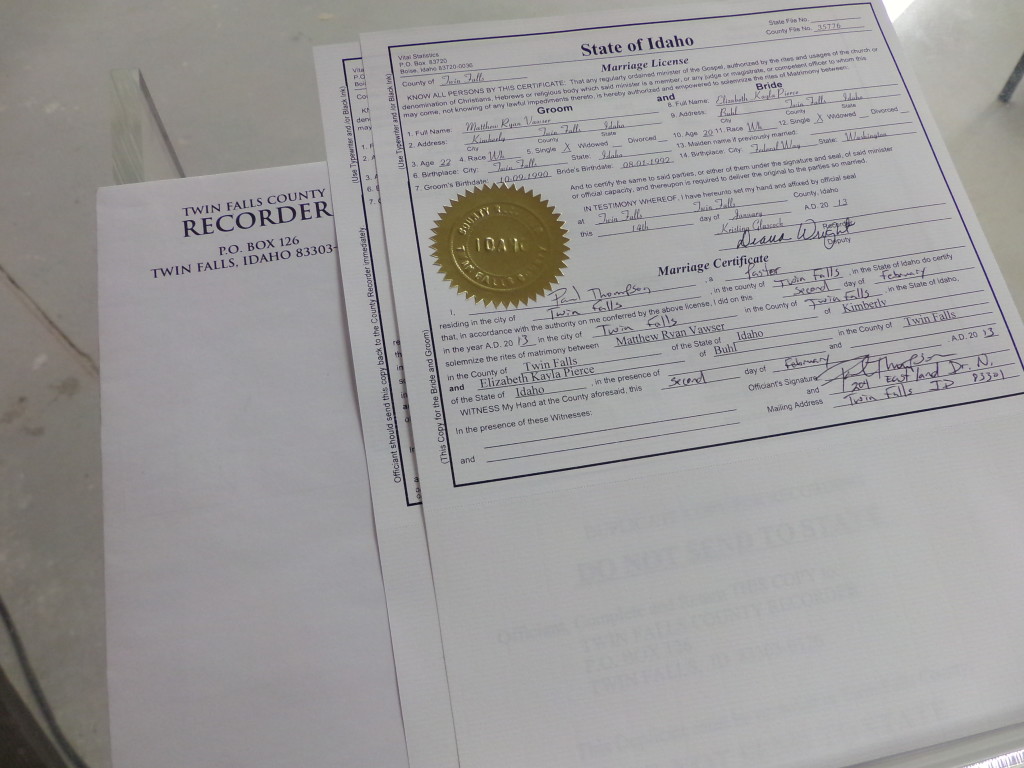 TWIN FALLS COUNTY
RECORDER
P.O. BOX 126
TWIN FALLS, IDAHO 83303-
Officiant should send this copy back to the County Recorder immediately
(Use Typewriter and/or Black ink)
(Use Typewriter and/or Black ink)
(This Copy for the Bride and Groom)
Vital Statistics
P.O. Box 83720
Boise, Idaho 83720-0036
State of Idaho
State File No.
County File No. 35776
County of Twin Falls
Marriage License
KNOW ALL PERSONS BY THIS CERTIFICATE: That any regularly ordained minister of the Gospel, authorized by the rites and usages of the church or
denomination of Christians, Hebrews or religious body which said minister is a member, or any judge or magistrate, or competent officer to whom this
may come, not knowing of any lawful impediments thereto, is hereby authorized and empowered to solemnize the rites of Matrimony between:
Groom and Bride
1. Full Name: Matthew Ryan Vawser
2. Address: Kimberly Twin Falls Idaho
City County State
3. Age 22 4. Race Wh 5. Single X Widowed Divorced
6. Birthplace: City: Twin Falls State: Idaho
7. Groom's Birthdate: 10.09.1990 Bride's Birthdate: 08.01.1992
8. Full Name: Elizabeth Kayla Pierce
9. Address: Buhl Twin Falls Idaho
City County State
10. Age 20 11. Race Wh 12. Single X Widowed Divorced
13. Maiden name if previously married:
14. Birthplace: City: Federal Way State: Washington
And to certify the same to said parties, or either of them under the signature and seal, of said minister
or official capacity, and thereupon is required to deliver the original to the parties so married.
IN TESTIMONY WHEREOF, I have hereunto set my hand and affixed by official seal
at Twin Falls Twin Falls County, Idaho
this 14th day of January A.D. 20 13
Kristina Glascock Recorder
Diana Wright Deputy
IDAHO
Marriage Certificate
I, Paul Thompson, a Pastor
residing in the city of Twin Falls, in the county of Twin Falls, in the State of Idaho do certify
that, in accordance with the authority on me conferred by the above license, I did on this second day of February
in the year A.D. 20 13 in the city of Twin Falls in the County of Twin Falls, in the State of Idaho,
solemnize the rites of matrimony between Matthew Ryan Vawser of Kimberly
in the County of Twin Falls of the State of Idaho
and Elizabeth Kayla Pierce of Buhl in the County of Twin Falls
of the State of Idaho, in the presence of and
WITNESS My Hand at the County aforesaid, this second day of February, A.D. 20 13
In the presence of these Witnesses:
and
Official's Signature
and
Mailing Address
201 Eastland Dr. N.
Twin Falls ID 83301
DO NOT SEND TO STATE